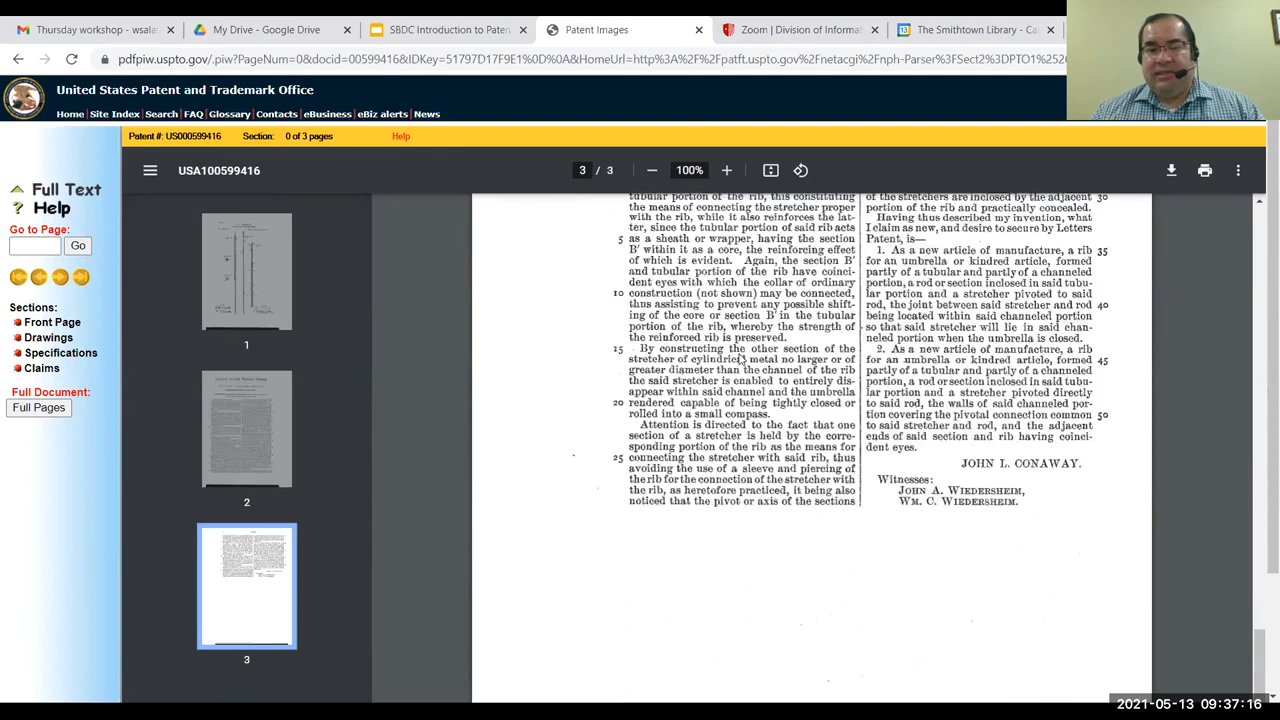 Thursday workshop - wsalas
My Drive - Google Drive
SBDC Introduction to Paten
Patent Images
Zoom | Division of Informat
The Smithtown Library - Ca
pdfpiw.uspto.gov/.piw?PageNum=0&docid=00599416&IDKey=51797D17F9E1%0D%0A&HomeUrl=http%3A%2F%2Fpatft.uspto.gov%2Fnetacgi%2Fnph-Parser%3FSect2%3DPTO1%2526
United States Patent and Trademark Office
Home | Site Index | Search | FAQ | Glossary | Contacts | eBusiness | eBiz alerts | News
Patent #: US000599416 Section: 0 of 3 pages Help
USA100599416
3 / 3
100%
Full Text
? Help
Go to Page:
Go
Sections:
Front Page
Drawings
Specifications
Claims
Full Document:
Full Pages
1
2
3
tubular portion of the rib, this constituting
the means of connecting the stretcher proper
with the rib, while it also reinforces the lat-
ter, since the tubular portion of said rib acts
5 as a sheath or wrapper, having the section
B' within it as a core, the reinforcing effect
of which is evident. Again, the section B'
and tubular portion of the rib have coinci-
dent eyes with which the collar of ordinary
10 construction (not shown) may be connected,
thus assisting to prevent any possible shift-
ing of the core or section B' in the tubular
portion of the rib, whereby the strength of
the reinforced rib is preserved.
15 By constructing the other section of the
stretcher of cylindrical metal no larger or of
greater diameter than the channel of the rib
the said stretcher is enabled to entirely dis-
appear within said channel and the umbrella
20 rendered capable of being tightly closed or
rolled into a small compass.
Attention is directed to the fact that one
section of a stretcher is held by the corre-
sponding portion of the rib as the means for
25 connecting the stretcher with said rib, thus
avoiding the use of a sleeve and piercing of
the rib for the connection of the stretcher with
the rib, as heretofore practiced, it being also
noticed that the pivot or axis of the sections
of the stretchers are inclosed by the adjacent 30
portion of the rib and practically concealed.
Having thus described my invention, what
I claim as new, and desire to secure by Letters
Patent, is—
1. As a new article of manufacture, a rib 35
for an umbrella or kindred article, formed
partly of a tubular and partly of a channeled
portion, a rod or section inclosed in said tubu-
lar portion and a stretcher pivoted to said
rod, the joint between said stretcher and rod 40
being located within said channeled portion
so that said stretcher will lie in said chan-
neled portion when the umbrella is closed.
2. As a new article of manufacture, a rib
for an umbrella or kindred article, formed 45
partly of a tubular and partly of a channeled
portion, a rod or section inclosed in said tubu-
lar portion and a stretcher pivoted directly
to said rod, the walls of said channeled por-
tion covering the pivotal connection common 50
to said stretcher and rod, and the adjacent
ends of said section and rib having coinci-
dent eyes.
JOHN L. CONAWAY.
Witnesses:
JOHN A. WIEDERSHEIM,
WM. C. WIEDERSHEIM.
2021-05-13 09:37:16